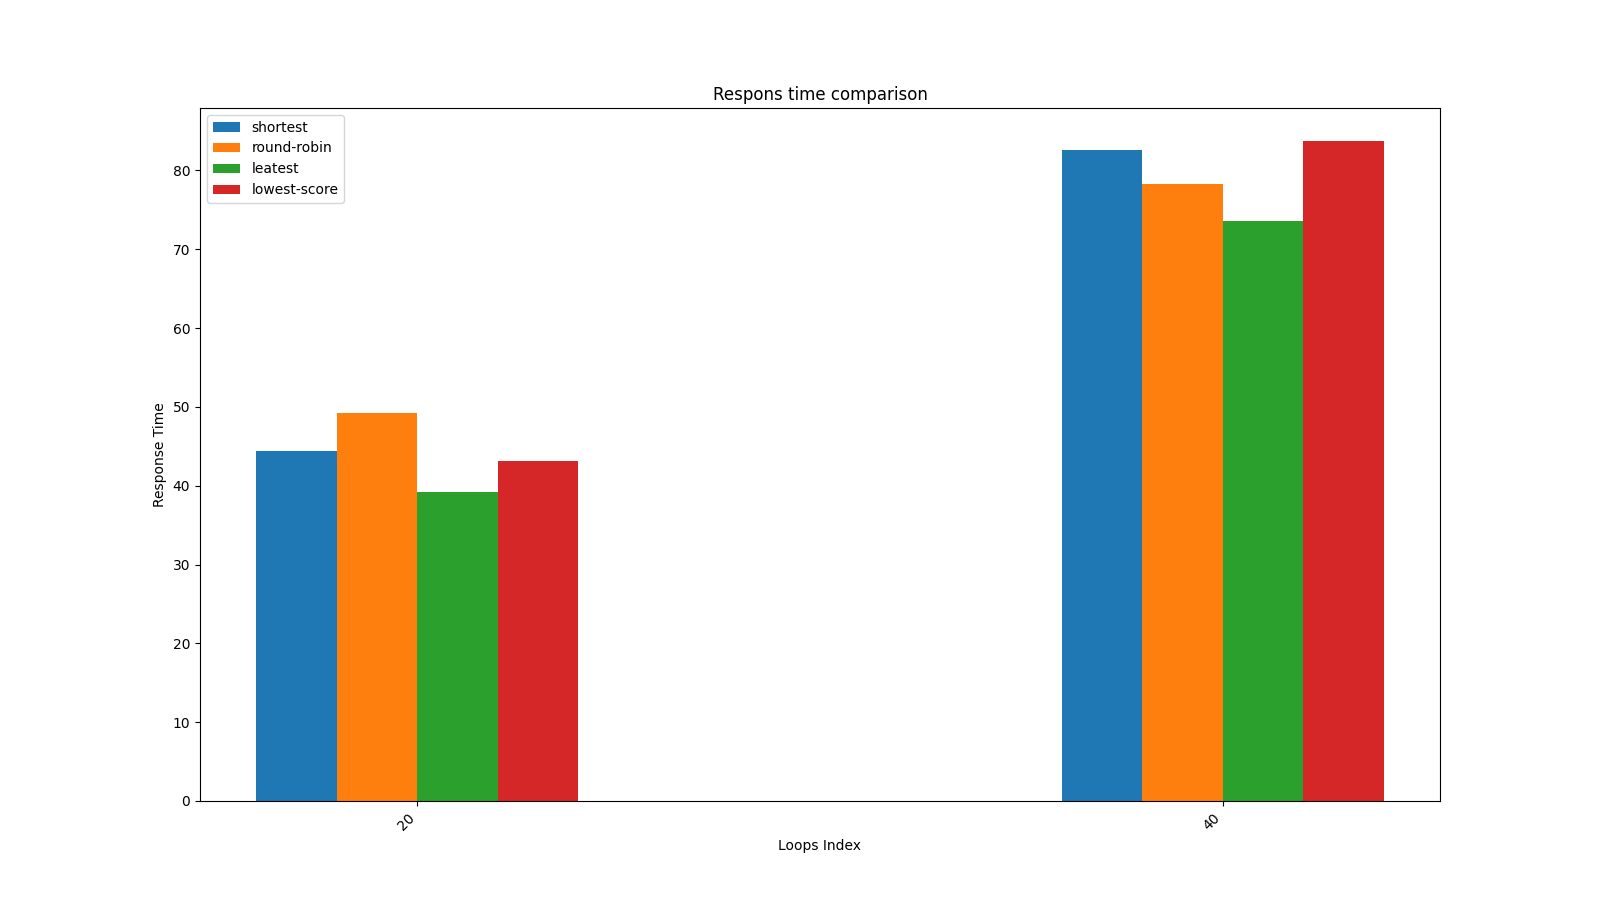 Respons time comparison
shortest
round-robin
leatest
lowest-score
80
70
60
50
40
30
20
10
0
Response Time
20
40
Loops Index